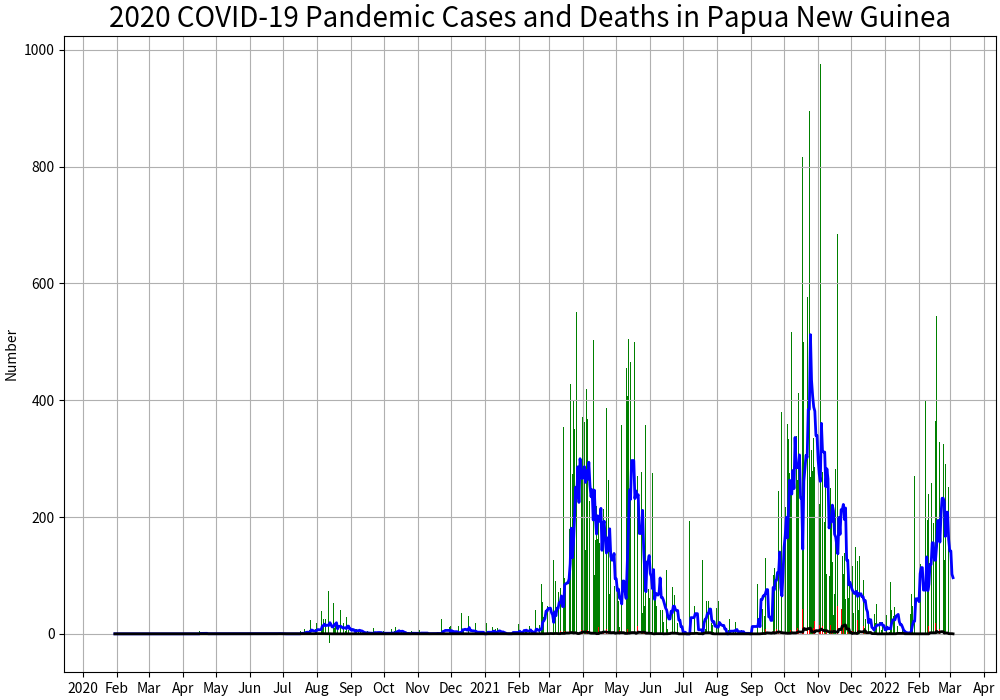 2020 COVID-19 Pandemic Cases and Deaths in Papua New Guinea
Number
1000
800
600
400
200
0
2020 Feb Mar Apr May Jun Jul Aug Sep Oct Nov Dec 2021 Feb Mar Apr May Jun Jul Aug Sep Oct Nov Dec 2022 Feb Mar Apr